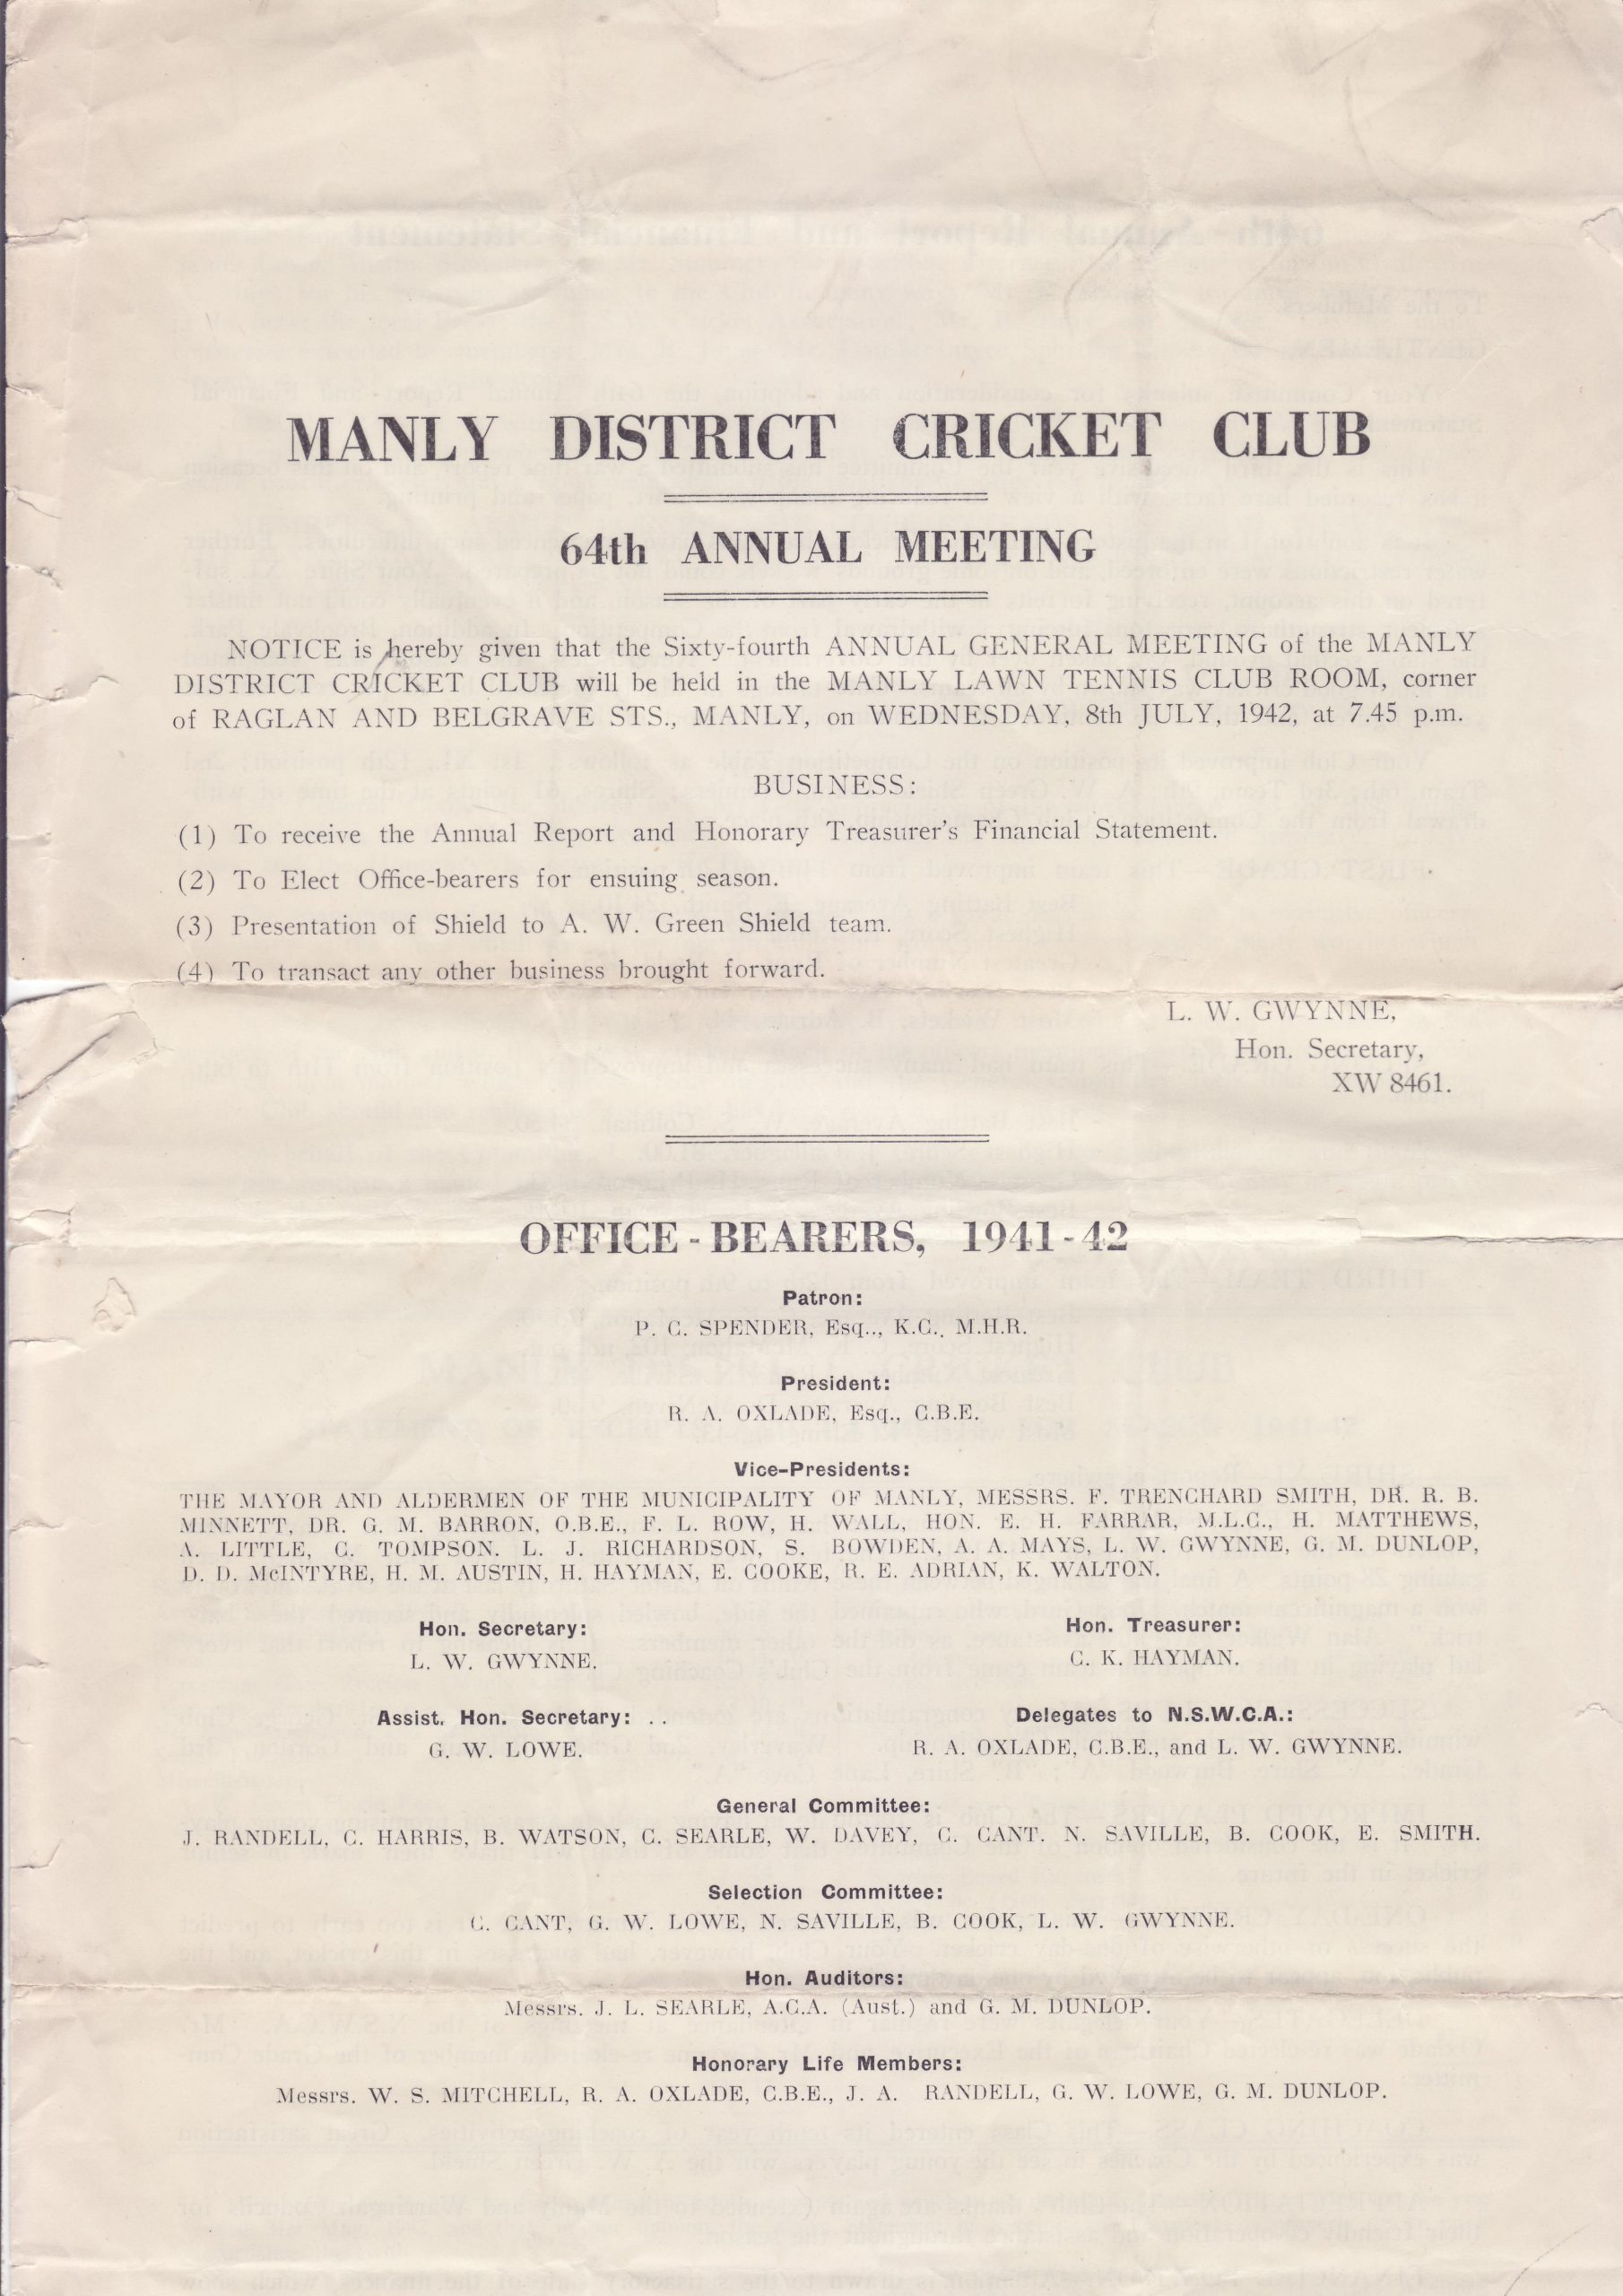 MANLY DISTRICT CRICKET CLUB
64th ANNUAL MEETING
NOTICE is hereby given that the Sixty-fourth ANNUAL GENERAL MEETING of the MANLY
DISTRICT CRICKET CLUB will be held in the MANLY LAWN TENNIS CLUB ROOM, corner
of RAGLAN AND BELGRAVE STS., MANLY, on WEDNESDAY, 8th JULY, 1942, at 7.45 p.m.
BUSINESS:
(1) To receive the Annual Report and Honorary Treasurer's Financial Statement.
(2) To Elect Office-bearers for ensuing season.
(3) Presentation of Shield to A. W. Green Shield team.
(4) To transact any other business brought forward.
L. W. GWYNNE,
Hon. Secretary,
XW 8461.
OFFICE-BEARERS, 1941-42
Patron:
P. C. SPENDER, Esq.., K.C., M.H.R.
President:
R. A. OXLADE, Esq., C.B.E.
Vice-Presidents:
THE MAYOR AND ALDERMEN OF THE MUNICIPALITY OF MANLY, MESSRS. F. TRENCHARD SMITH, DR. R. B.
MINNETT, DR. G. M. BARRON, O.B.E., F. L. ROW, H. WALL, HON. E. H. FARRAR, M.L.C., H. MATTHEWS,
A. LITTLE, C. TOMPSON. L. J. RICHARDSON, S. BOWDEN, A. A. MAYS, L. W. GWYNNE, G. M. DUNLOP,
D. D. McINTYRE, H. M. AUSTIN, H. HAYMAN, E. COOKE, R. E. ADRIAN, K. WALTON.
Hon. Secretary:
L. W. GWYNNE.
Hon. Treasurer:
C. K. HAYMAN.
Assist. Hon. Secretary: . .
G. W. LOWE.
Delegates to N.S.W.C.A.:
R. A. OXLADE, C.B.E., and L. W. GWYNNE.
General Committee:
J. RANDELL, C. HARRIS, B. WATSON, C. SEARLE, W. DAVEY, C. CANT. N. SAVILLE, B. COOK, E. SMITH.
Selection Committee:
C. CANT, G. W. LOWE, N. SAVILLE, B. COOK, L. W. GWYNNE.
Hon. Auditors:
Messrs. J. L. SEARLE, A.C.A. (Aust.) and G. M. DUNLOP.
Honorary Life Members:
Messrs. W. S. MITCHELL, R. A. OXLADE, C.B.E., J. A. RANDELL, G. W. LOWE, G. M. DUNLOP.